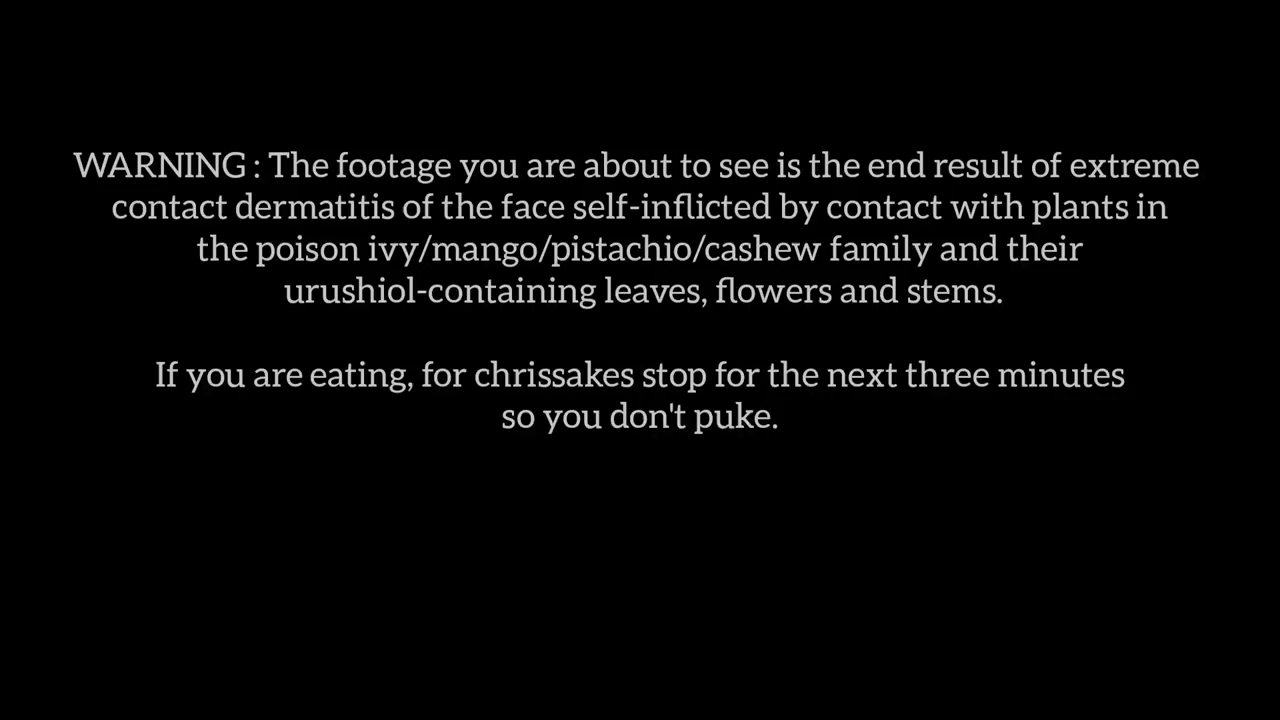 WARNING : The footage you are about to see is the end result of extreme
contact dermatitis of the face self-inflicted by contact with plants in
the poison ivy/mango/pistachio/cashew family and their
urushiol-containing leaves, flowers and stems.
If you are eating, for chrissakes stop for the next three minutes
so you don't puke.